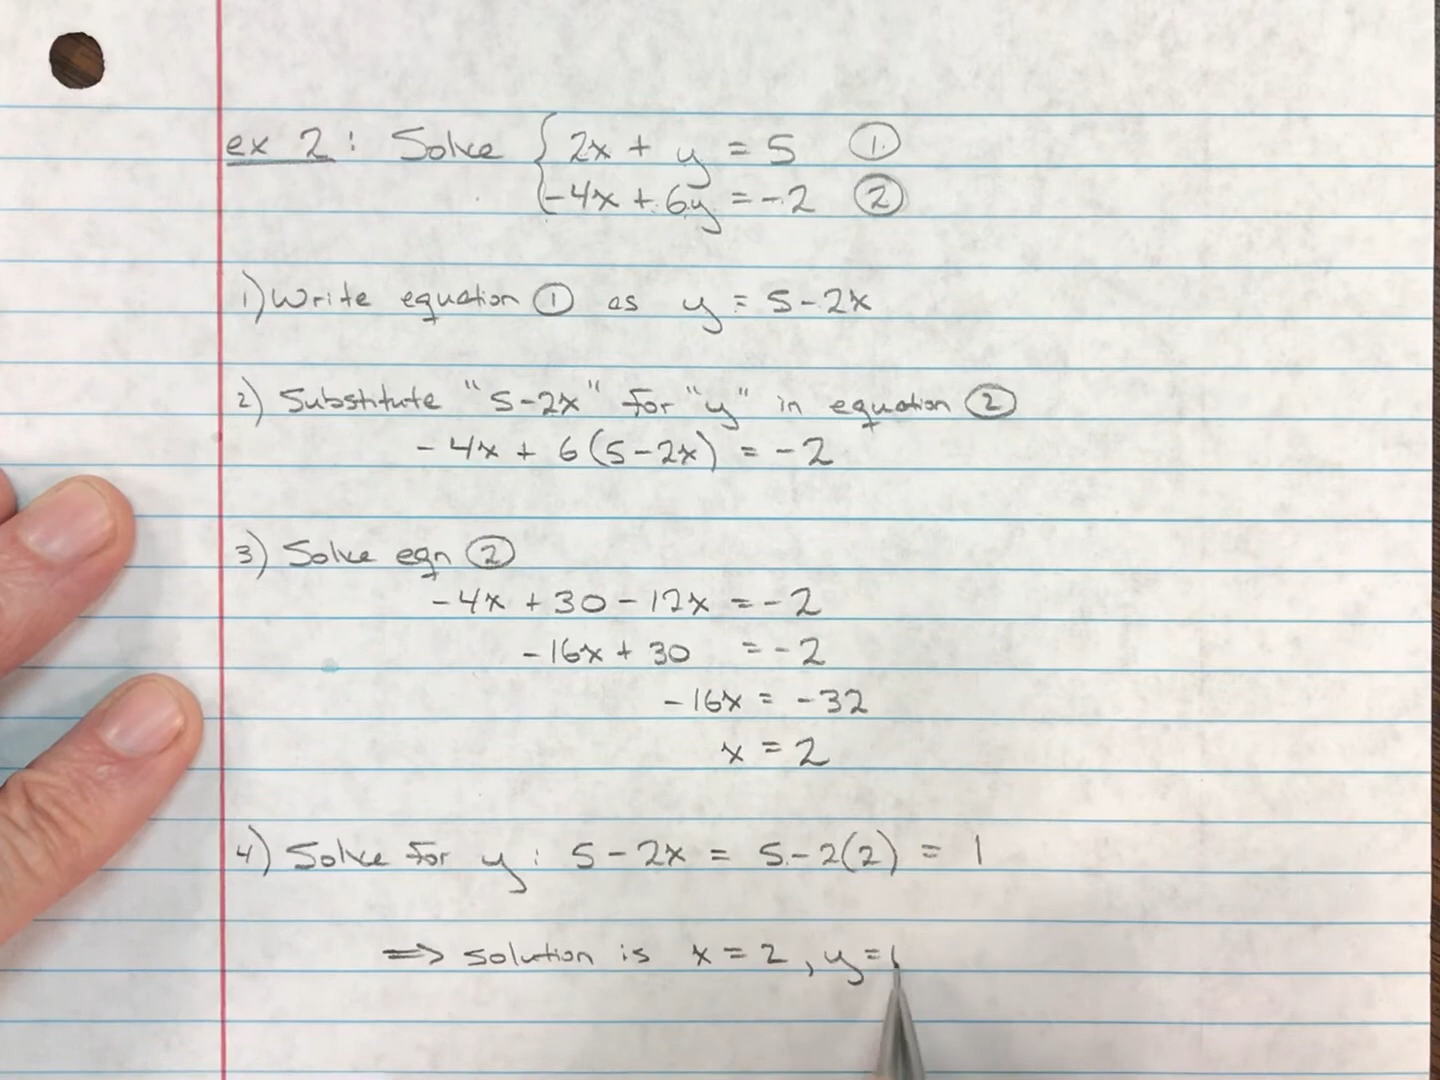 ex 2: Solve { 2x + y = 5 ①
-4x + 6y = -2 ②
1) Write equation ① as y = 5 - 2x
2) Substitute "5-2x" for "y" in equation ②
-4x + 6(5-2x) = -2
3) Solve eqn ②
-4x + 30 - 12x = -2
-16x + 30 = -2
-16x = -32
x = 2
4) Solve for y: 5 - 2x = 5 - 2(2) = 1
⇒ solution is x = 2, y = 1